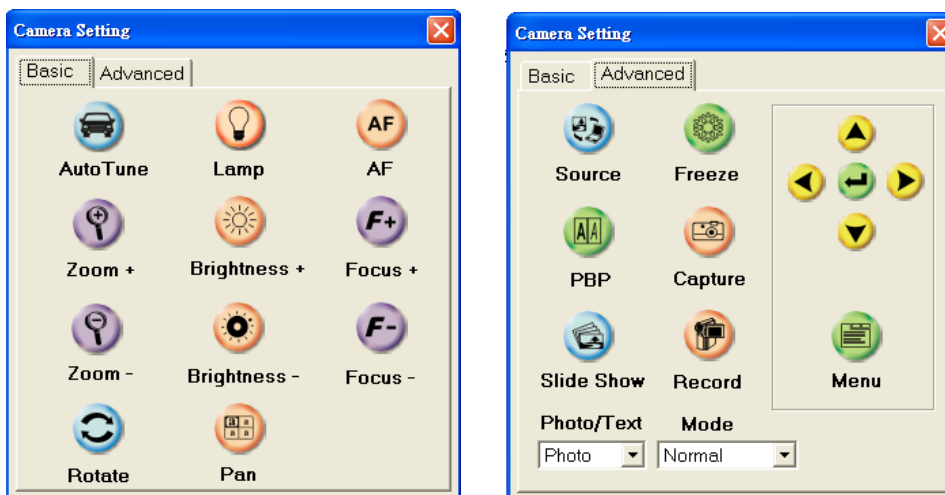 Camera Setting
Basic Advanced
AF
AutoTune Lamp AF
F+
Zoom + Brightness + Focus +
F-
Zoom - Brightness - Focus -
a a
a a
Rotate Pan
Camera Setting
Basic Advanced
Source Freeze
A A
PBP Capture
Slide Show Record Menu
Photo/Text Mode
Photo Normal